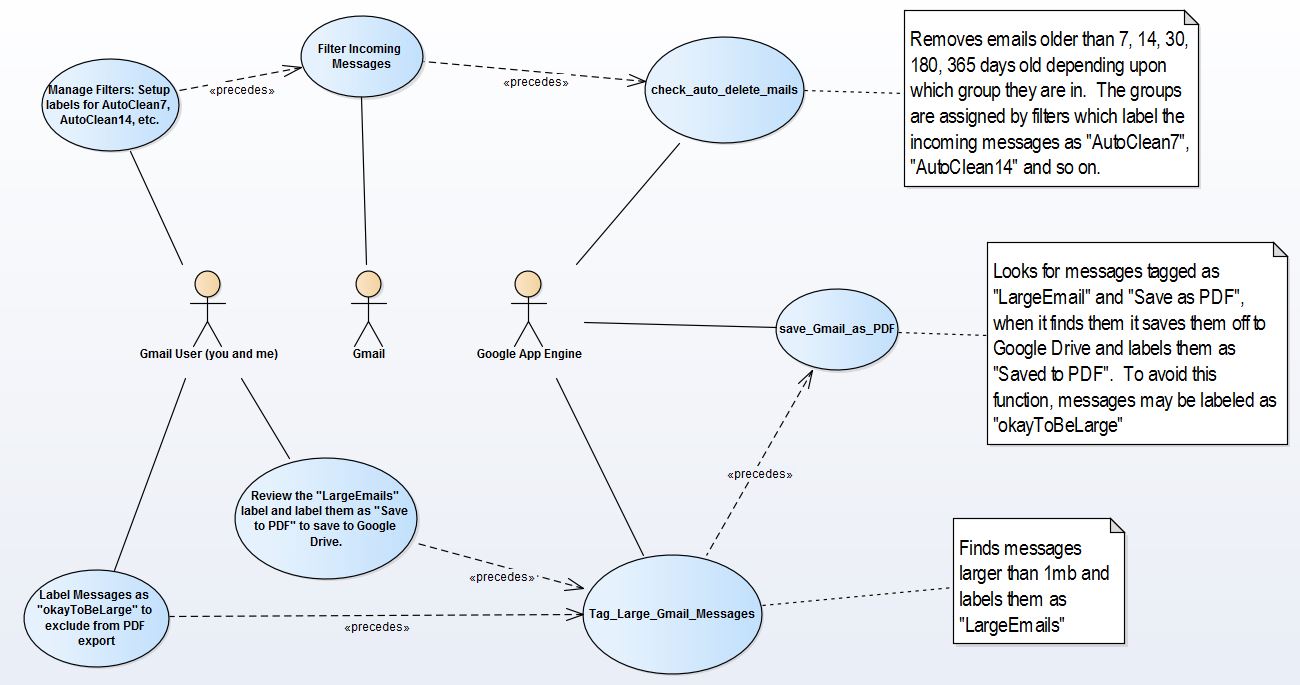 Filter Incoming
Messages
Manage Filters: Setup
labels for AutoClean7,
AutoClean14, etc.
«precedes»
«precedes»
check_auto_delete_mails
Removes emails older than 7, 14, 30,
180, 365 days old depending upon
which group they are in.  The groups
are assigned by filters which label the
incoming messages as "AutoClean7",
"AutoClean14" and so on.
Gmail User (you and me)
Gmail
Google App Engine
save_Gmail_as_PDF
Looks for messages tagged as
"LargeEmail" and "Save as PDF",
when it finds them it saves them off to
Google Drive and labels them as
"Saved to PDF".  To avoid this
function, messages may be labeled as
"okayToBeLarge"
«precedes»
Review the "LargeEmails"
label and label them as "Save
to PDF" to save to Google
Drive.
«precedes»
Label Messages as
"okayToBeLarge" to
exclude from PDF
export
«precedes»
Tag_Large_Gmail_Messages
Finds messages
larger than 1mb and
labels them as
"LargeEmails"